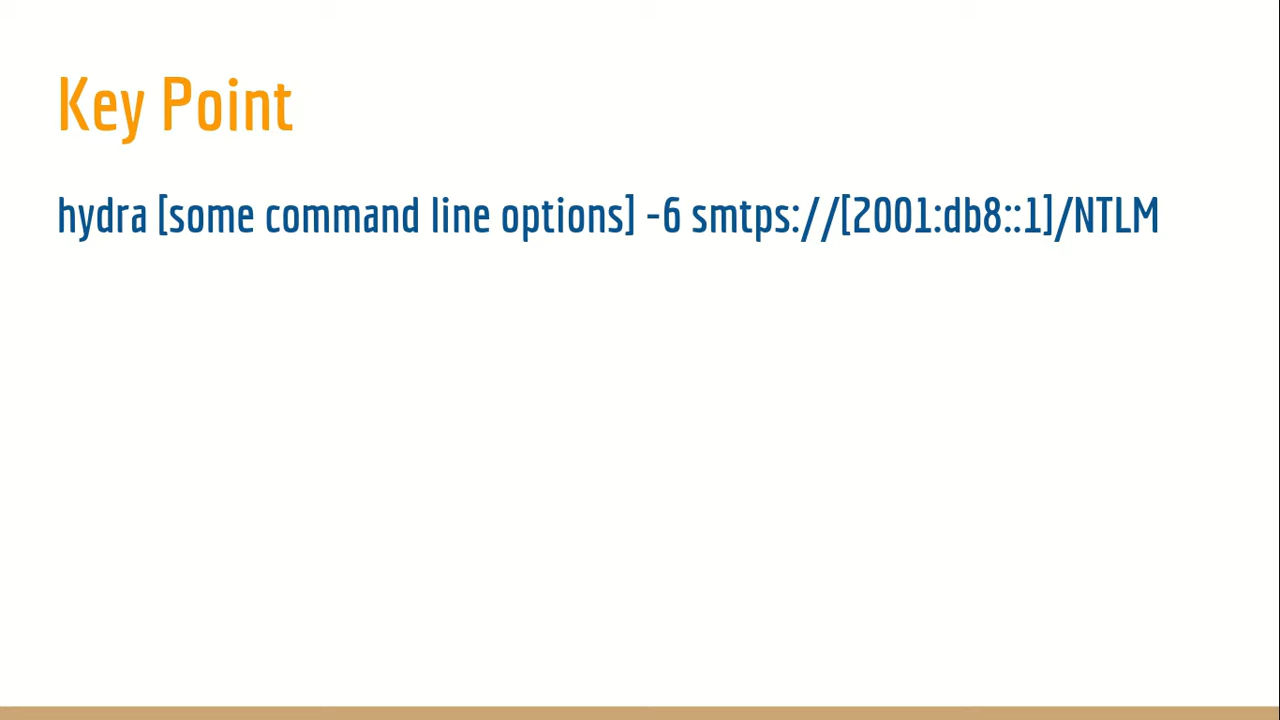 Key Point
hydra [some command line options] -6 smtps://[2001:db8::1]/NTLM